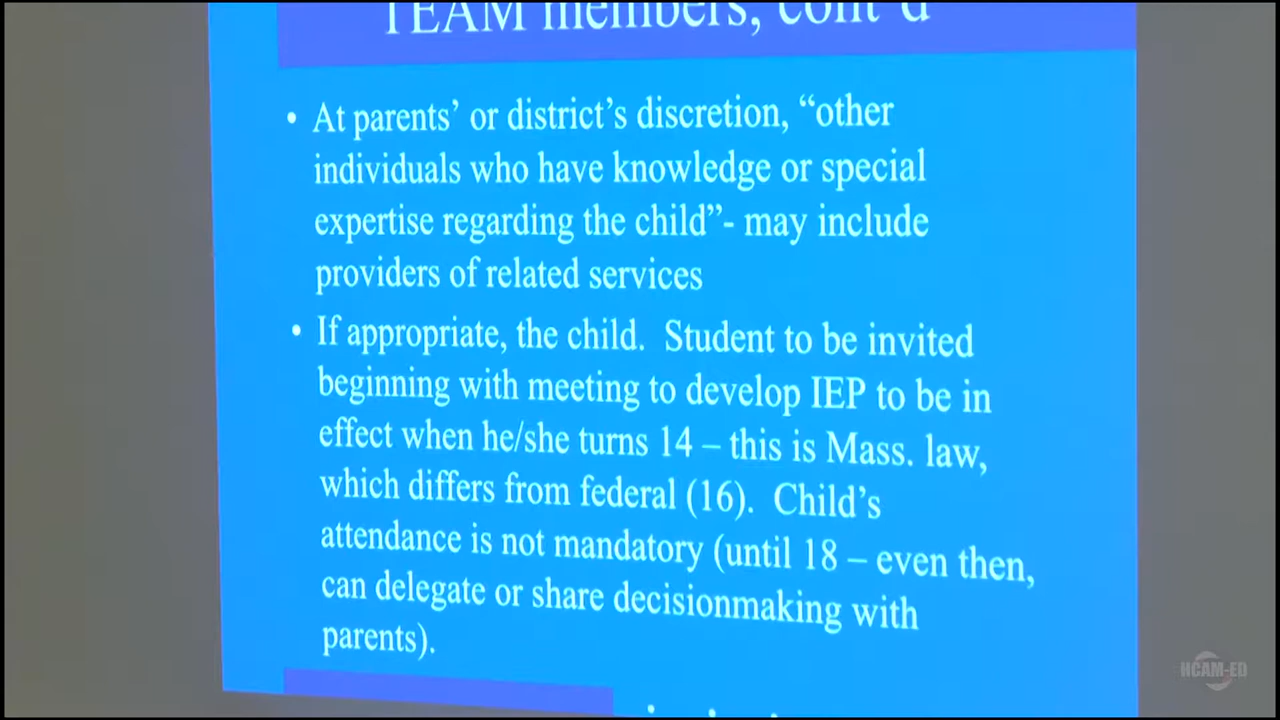 TEAM members, cont'd
• At parents' or district's discretion, “other
individuals who have knowledge or special
expertise regarding the child”- may include
providers of related services
• If appropriate, the child.  Student to be invited
beginning with meeting to develop IEP to be in
effect when he/she turns 14 – this is Mass. law,
which differs from federal (16).  Child's
attendance is not mandatory (until 18 – even then,
can delegate or share decisionmaking with
parents).
HCAM-ED